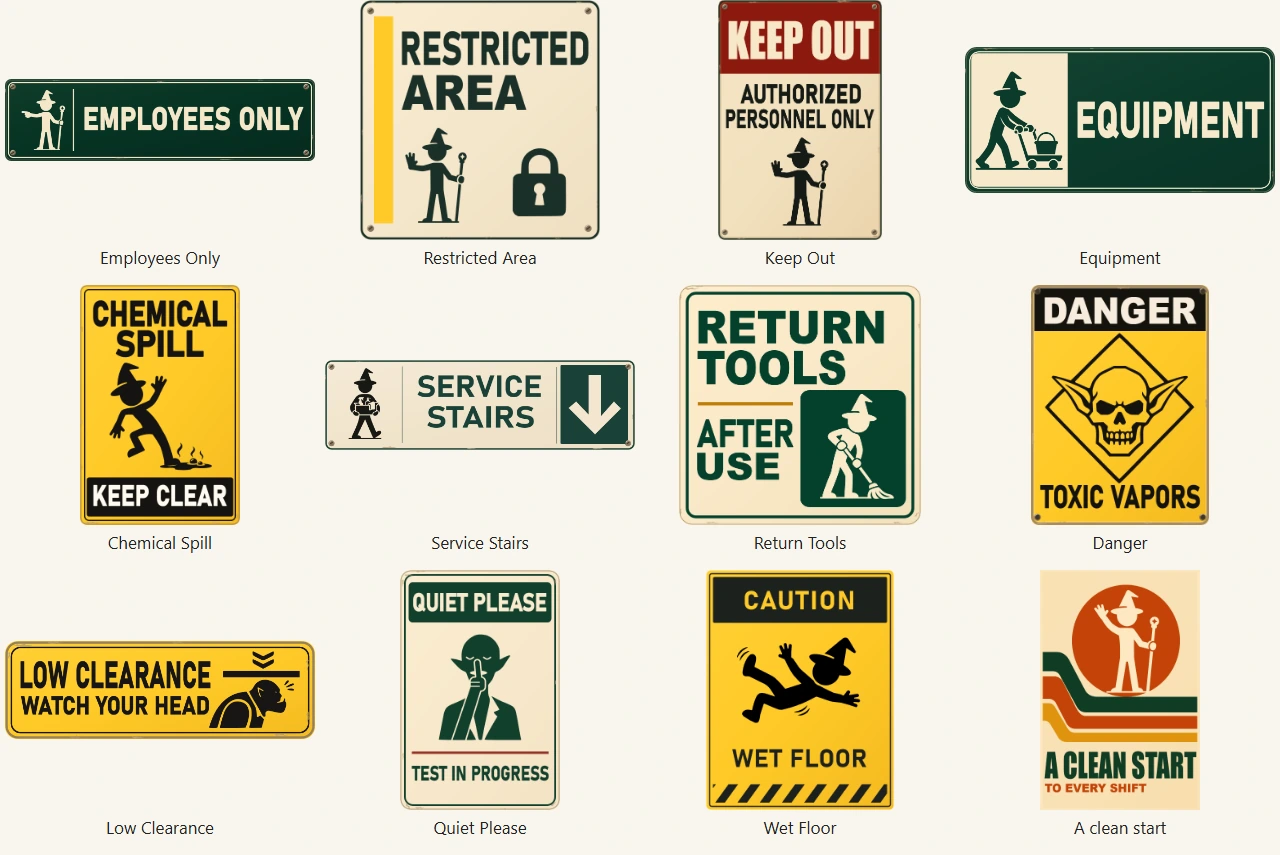 EMPLOYEES ONLY
Employees Only
RESTRICTED
AREA
Restricted Area
KEEP OUT
AUTHORIZED
PERSONNEL ONLY
Keep Out
EQUIPMENT
Equipment
CHEMICAL
SPILL
KEEP CLEAR
Chemical Spill
SERVICE
STAIRS
Service Stairs
RETURN
TOOLS
AFTER
USE
Return Tools
DANGER
TOXIC VAPORS
Danger
LOW CLEARANCE
WATCH YOUR HEAD
Low Clearance
QUIET PLEASE
TEST IN PROGRESS
Quiet Please
CAUTION
WET FLOOR
Wet Floor
A CLEAN START
TO EVERY SHIFT
A clean start